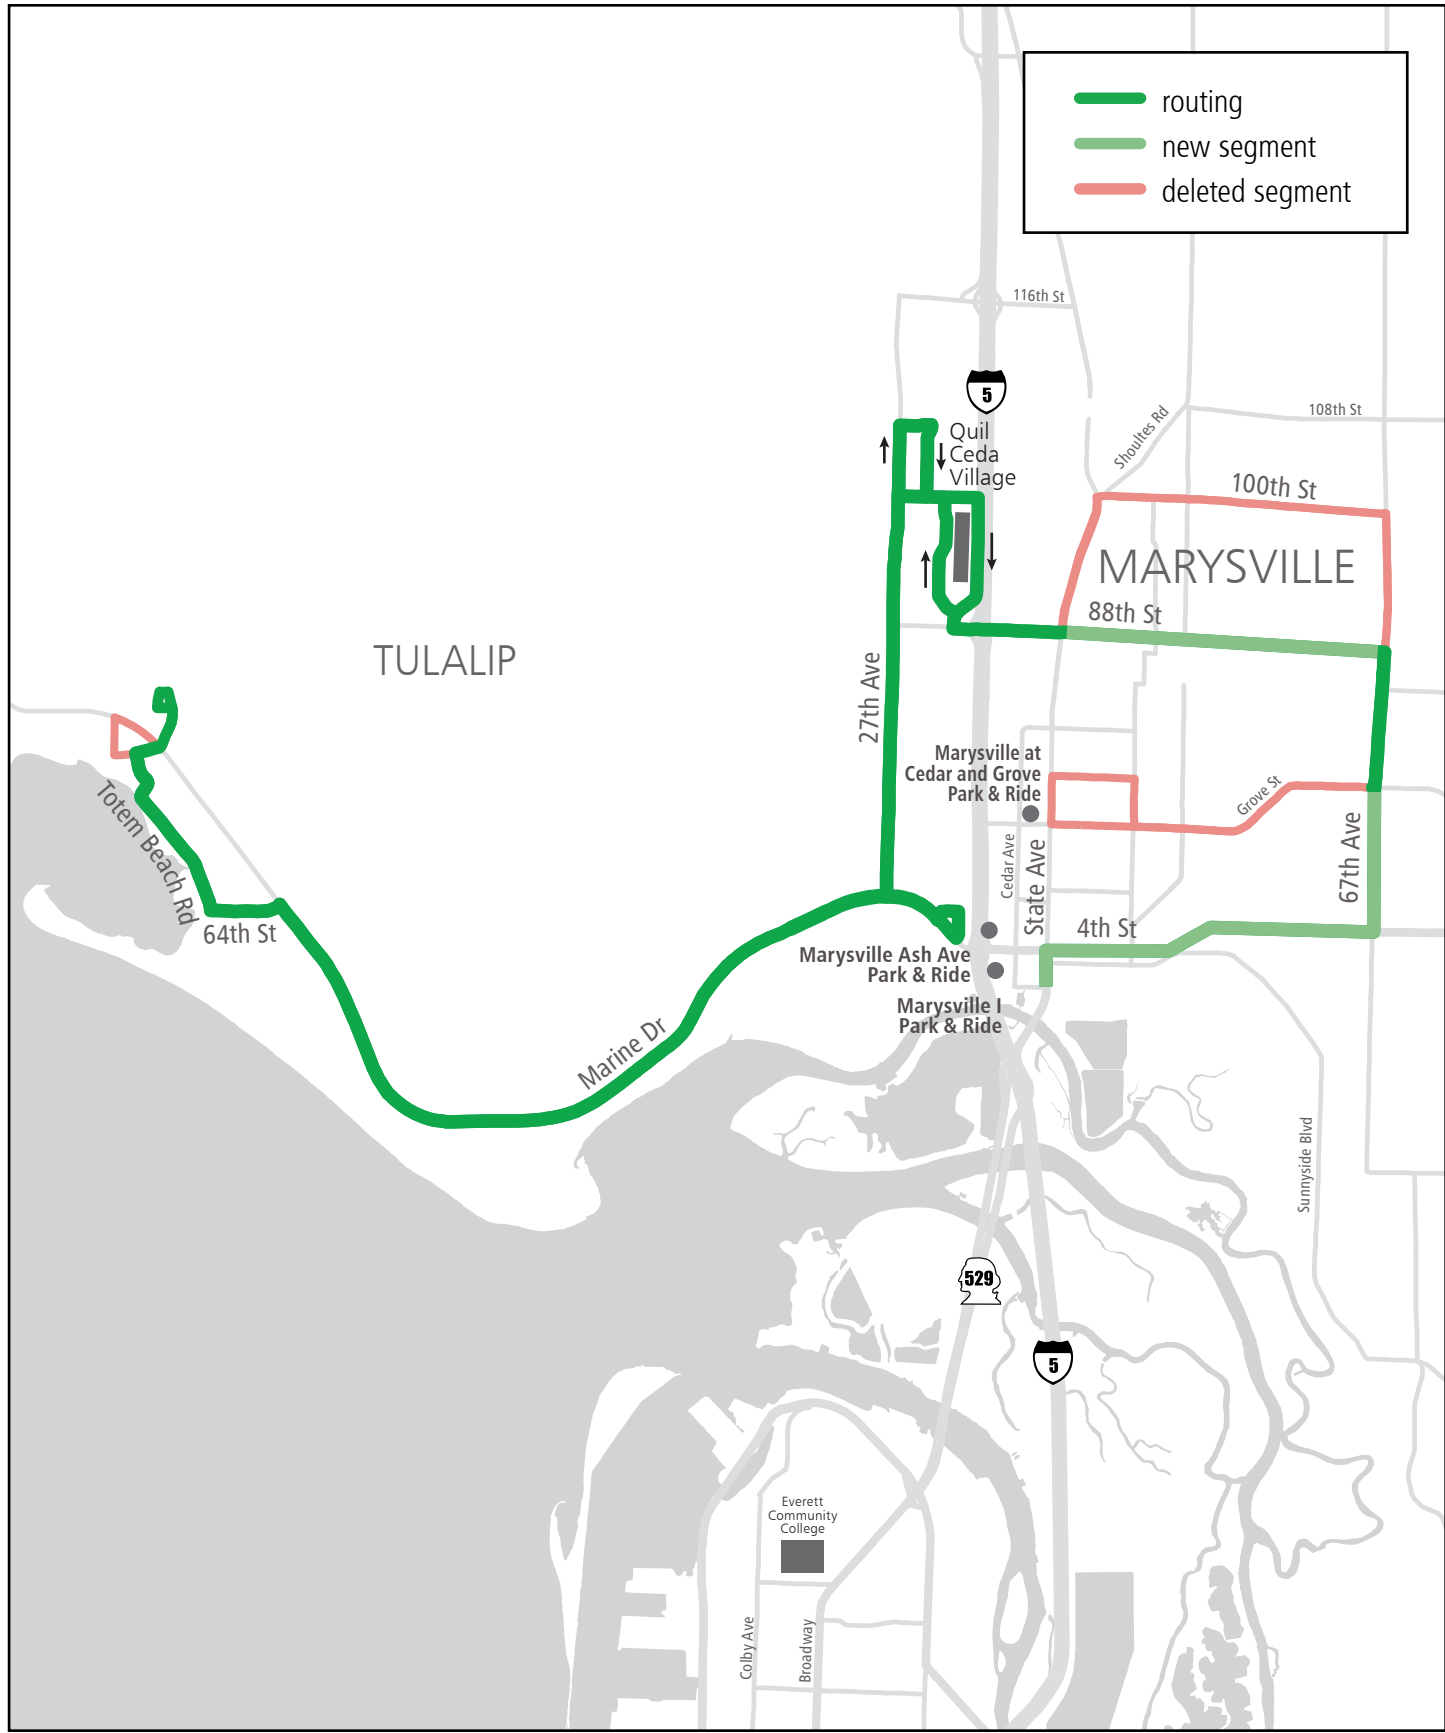 routing
new segment
deleted segment
116th St
5
108th St
Shoultes Rd
Quil
Ceda
Village
100th St
MARYSVILLE
88th St
TULALIP
27th Ave
Marysville at
Cedar and Grove
Park & Ride
Grove St
Totem Beach Rd
Cedar Ave
State Ave
67th Ave
64th St
4th St
Marysville Ash Ave
Park & Ride
Marysville I
Park & Ride
Marine Dr
Sunnyside Blvd
529
5
Everett
Community
College
Colby Ave
Broadway